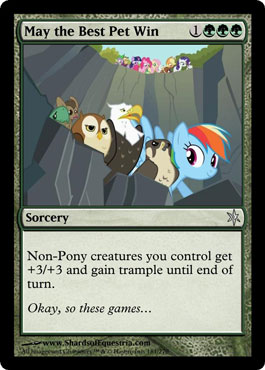 May the Best Pet Win
1
Sorcery
Non-Pony creatures you control get
+3/+3 and gain trample until end of
turn.
Okay, so these games…
www.ShardsofEquestria.com